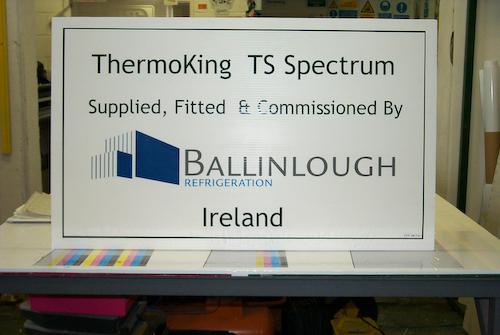 ThermoKing TS Spectrum
Supplied, Fitted & Commissioned By
BALLINLOUGH
REFRIGERATION
Ireland